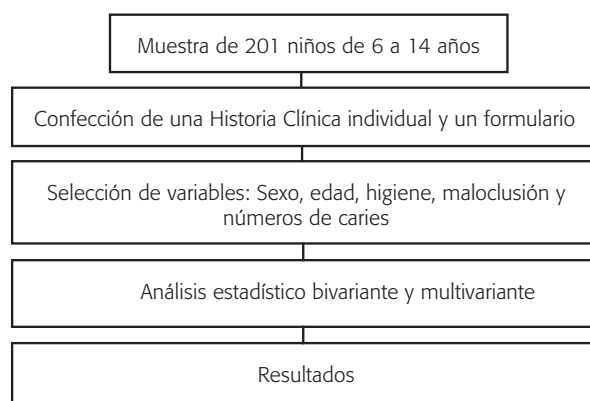 Muestra de 201 niños de 6 a 14 años
Confección de una Historia Clínica individual y un formulario
Selección de variables: Sexo, edad, higiene, maloclusión y
números de caries
Análisis estadístico bivariante y multivariante
Resultados